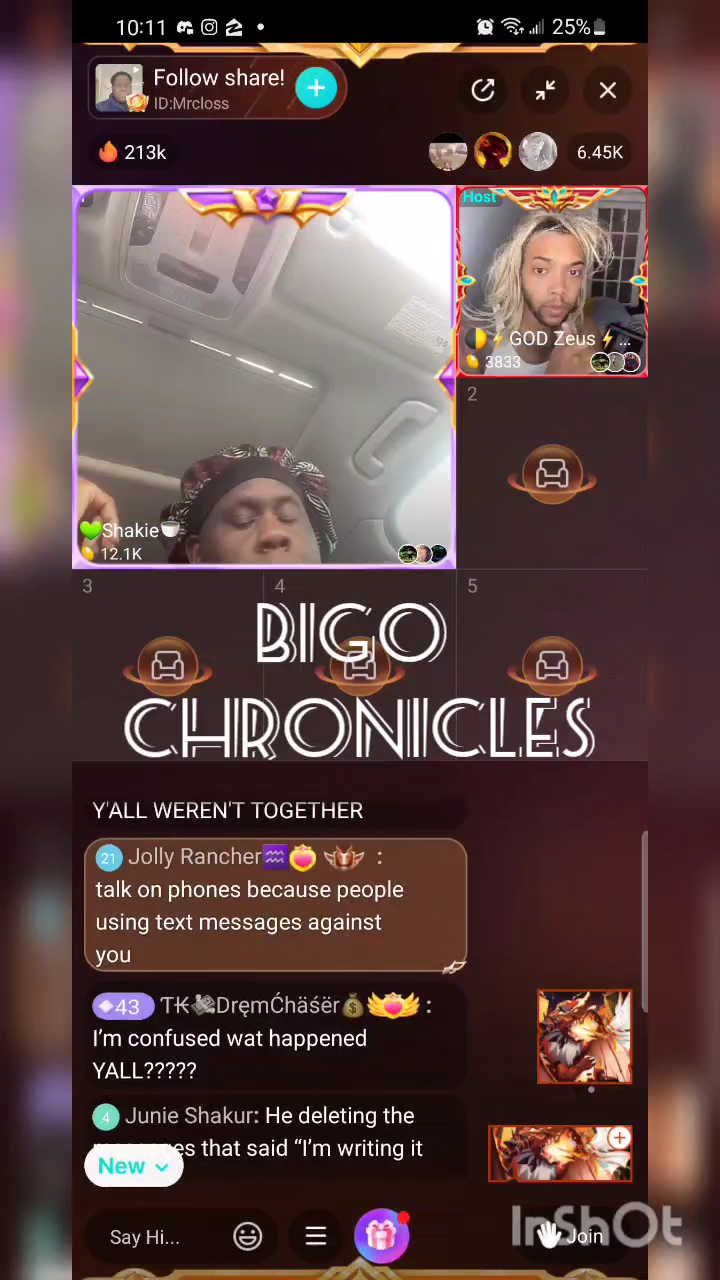 10:11
25%
Follow share!
ID:Mrcloss
213k
6.45K
Host
GOD Zeus⚡...
3833
2
💚Shakie
12.1K
3
4
5
BIGO
CHRONICLES
Y'ALL WEREN'T TOGETHER
21 Jolly Rancher♒ :
talk on phones because people
using text messages against
you
43 ƬꝀDręmĆhäśër💰 :
I'm confused wat happened
YALL?????
4 Junie Shakur: He deleting the
that said “I'm writing it
New
Say Hi...
Join
InShOt